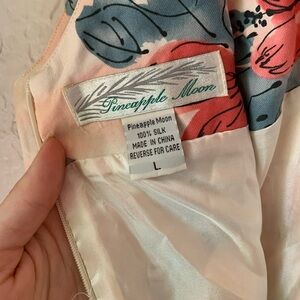 Pineapple Moon
Pineapple Moon
100% SILK
MADE IN CHINA
REVERSE FOR CARE
L